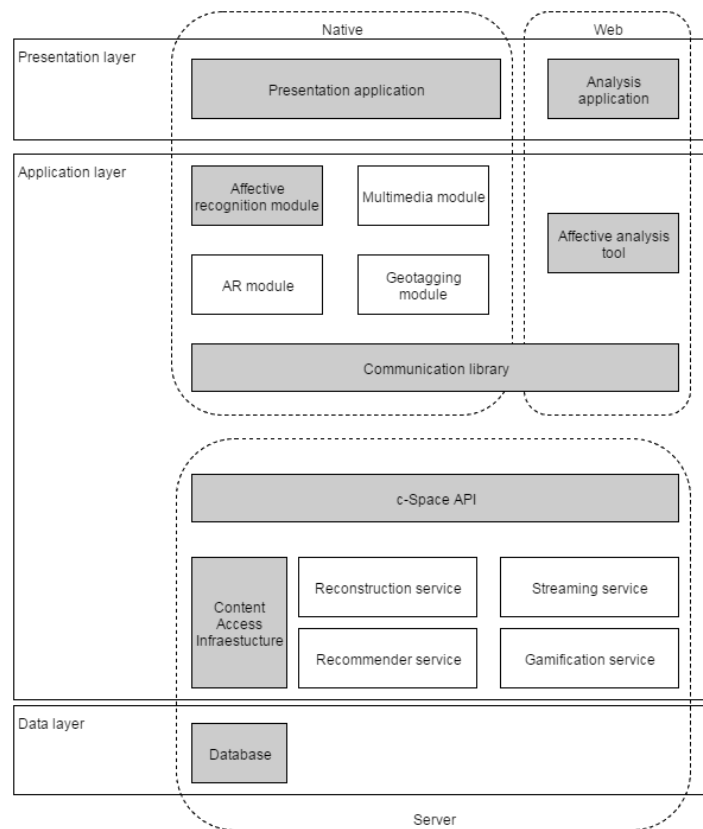 Native
Web
Presentation layer
Presentation application
Analysis
application
Application layer
Affective
recognition module
Multimedia module
Affective analysis
tool
AR module
Geotagging
module
Communication library
c-Space API
Content
Access
Infraestucture
Reconstruction service
Streaming service
Recommender service
Gamification service
Data layer
Database
Server